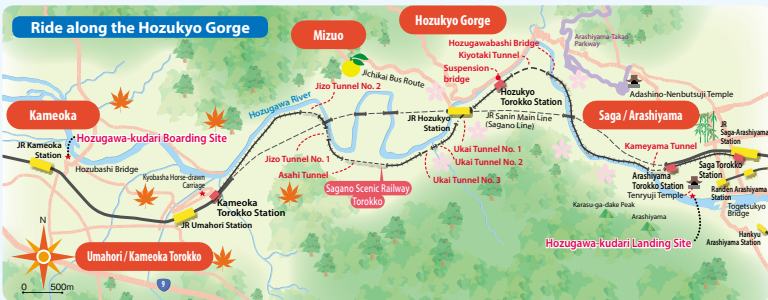 Ride along the Hozukyo Gorge
Mizuo
Hozukyo Gorge
Arashiyama-Takao
Parkway
Hozugawabashi Bridge
Kiyotaki Tunnel
Suspension
bridge
Jichikai Bus Route
Jizo Tunnel No. 2
Hozugawa River
Hozukyo
Torokko Station
Adashino-Nenbutsuji Temple
Kameoka
JR Hozukyo
Station
JR Sanin Main Line
(Sagano Line)
Saga / Arashiyama
JR
Saga-Arashiyama
Station
JR Kameoka
Station
Hozugawa-kudari Boarding Site
Hozubashi Bridge
Kyobasha Horse-drawn
Carriage
Jizo Tunnel No. 1
Asahi Tunnel
Ukai Tunnel No. 1
Ukai Tunnel No. 2
Ukai Tunnel No. 3
Kameyama Tunnel
Saga Torokko
Station
Arashiyama
Torokko Station
Tenryuji Temple
Randen Arashiyama
Station
Sagano Scenic Railway
Torokko
Kameoka
Torokko Station
JR Umahori Station
Karasu-ga-dake Peak
Arashiyama
Togetsukyo
Bridge
Hankyu
Arashiyama Station
Hozugawa-kudari Landing Site
Umahori / Kameoka Torokko
N
0 500m
9